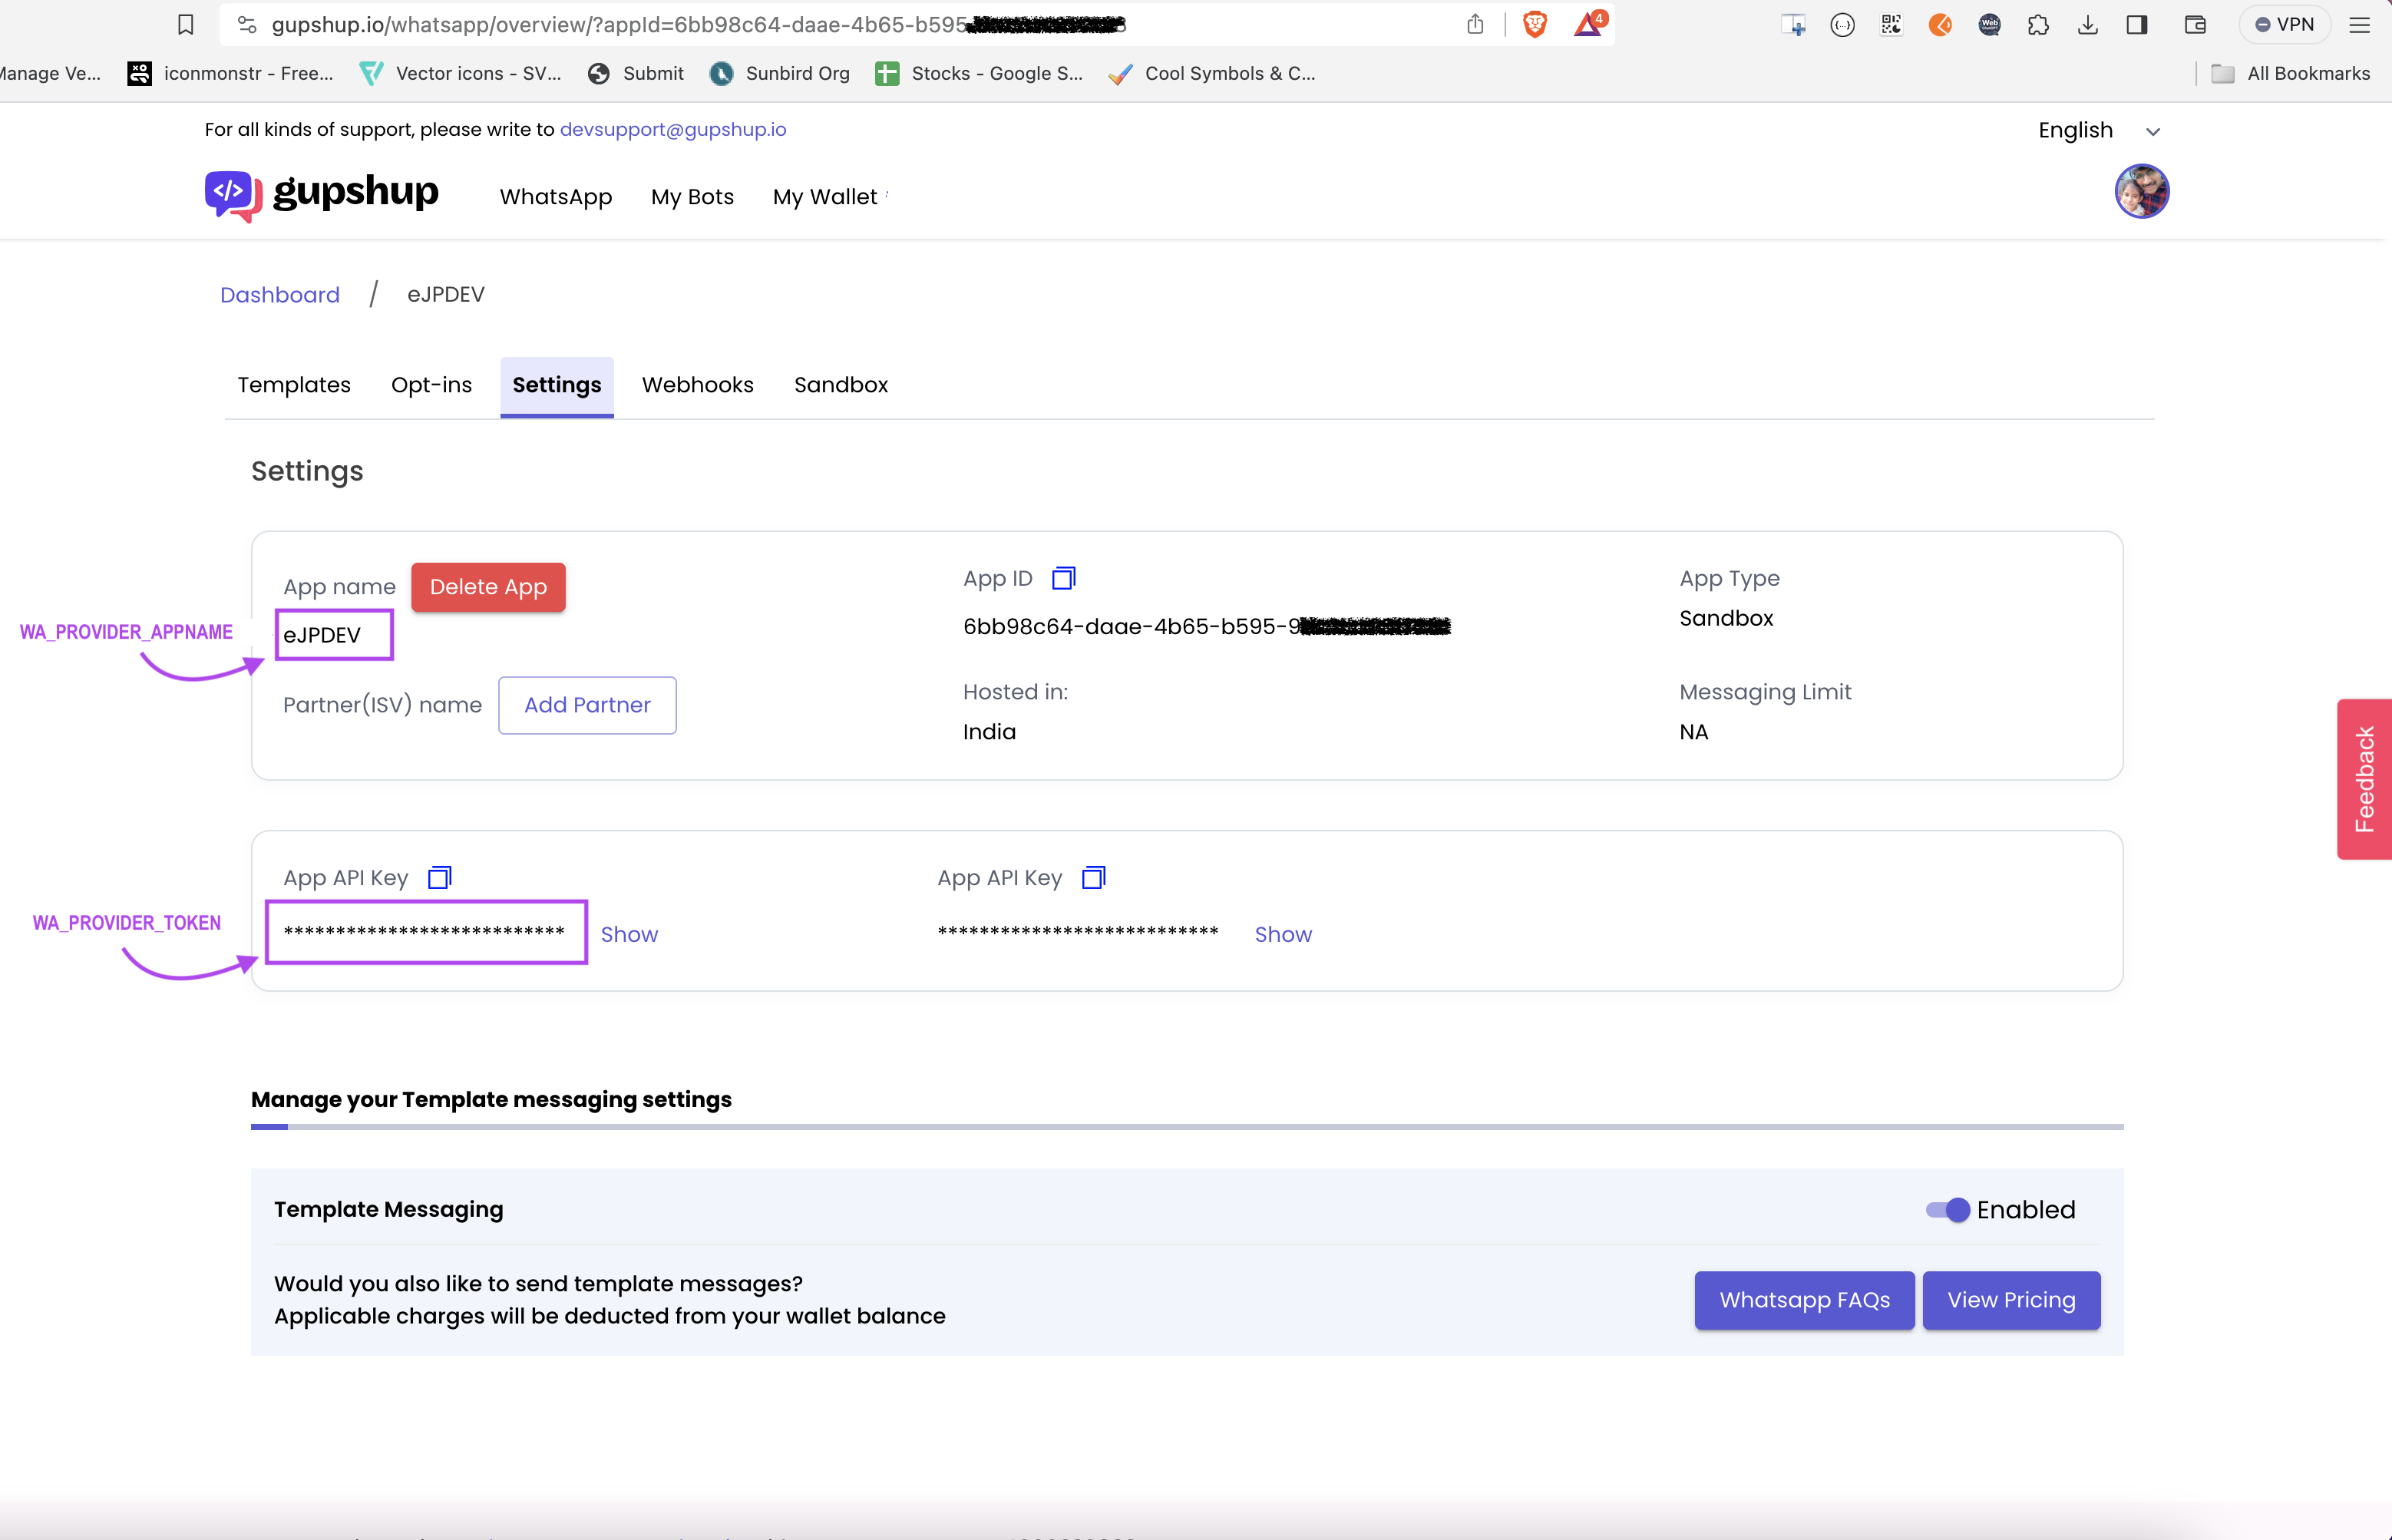 gupshup.io/whatsapp/overview/?appId=6bb98c64-daae-4b65-b595
4
VPN
Manage Ve... iconmonstr - Free... Vector icons - SV... Submit Sunbird Org Stocks - Google S... Cool Symbols & C... All Bookmarks
For all kinds of support, please write to devsupport@gupshup.io
English
</> gupshup WhatsApp My Bots My Wallet
Dashboard / eJPDEV
Templates Opt-ins Settings Webhooks Sandbox
Settings
App name Delete App
eJPDEV
WA_PROVIDER_APPNAME
Partner(ISV) name Add Partner
App ID
6bb98c64-daae-4b65-b595-9
Hosted in:
India
App Type
Sandbox
Messaging Limit
NA
Feedback
App API Key
*************************** Show
WA_PROVIDER_TOKEN
App API Key
*************************** Show
Manage your Template messaging settings
Template Messaging
Enabled
Would you also like to send template messages?
Applicable charges will be deducted from your wallet balance
Whatsapp FAQs View Pricing